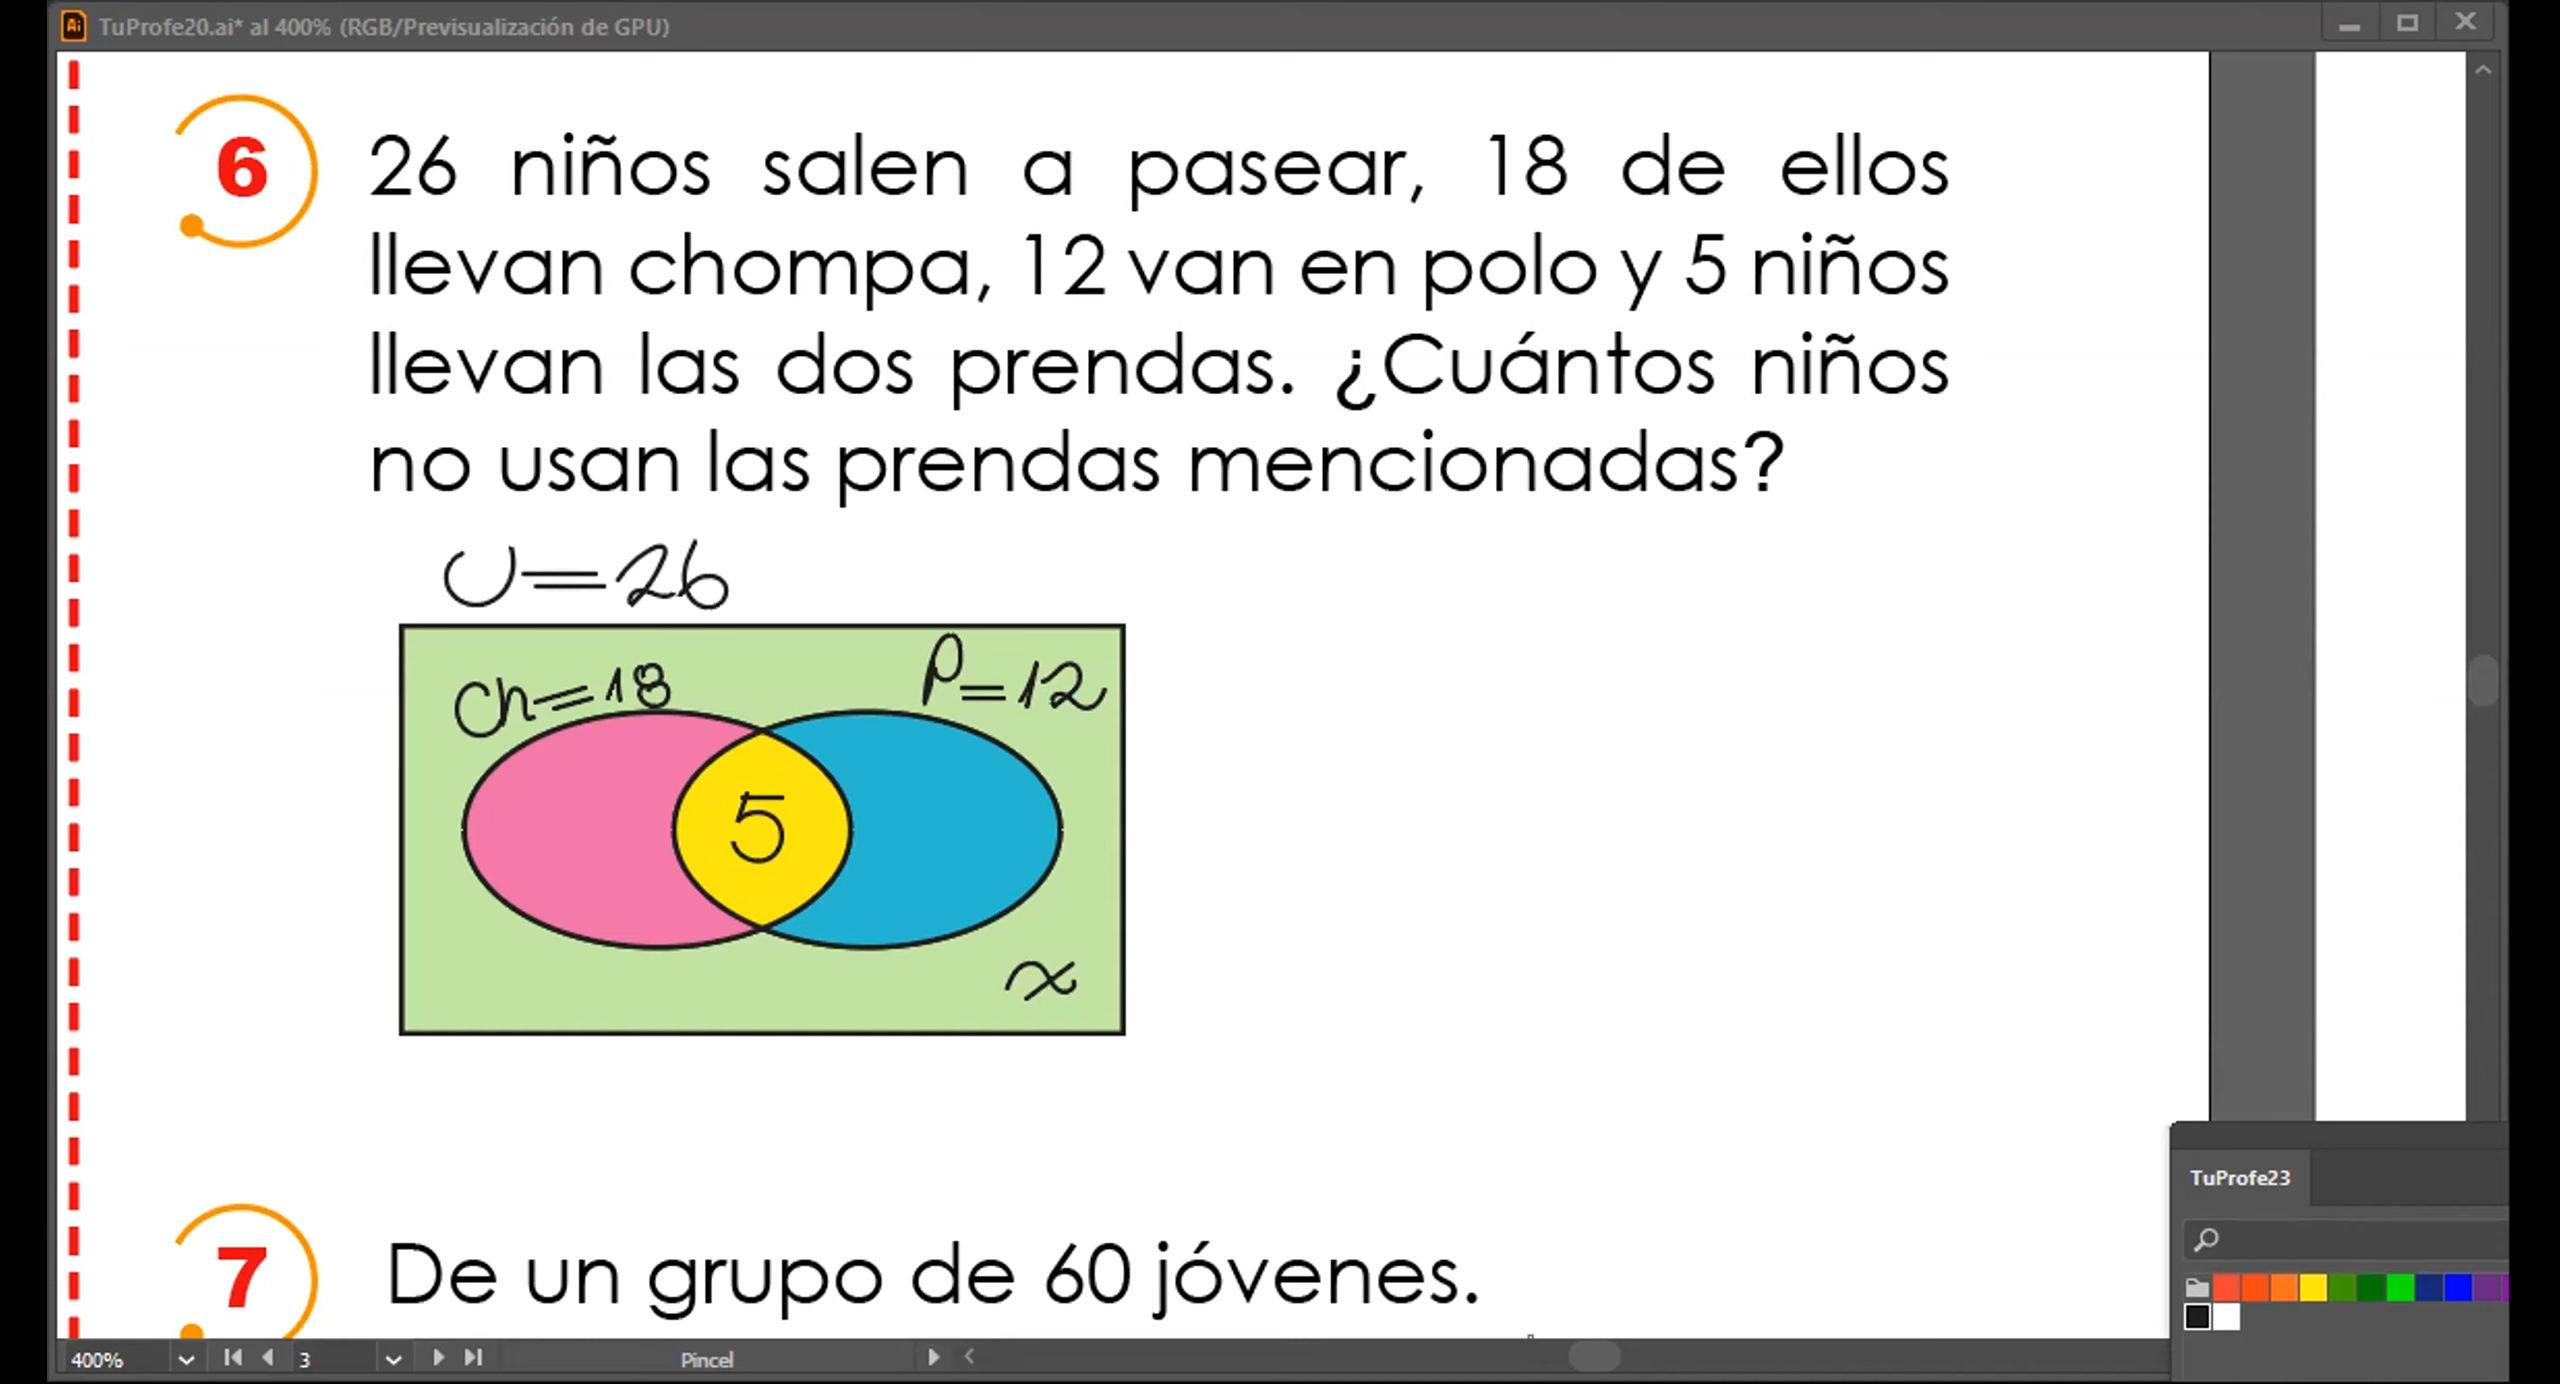 TuProfe20.ai* al 400% (RGB/Previsualización de GPU)
6
26 niños salen a pasear, 18 de ellos
llevan chompa, 12 van en polo y 5 niños
llevan las dos prendas. ¿Cuántos niños
no usan las prendas mencionadas?
U=26
Ch=18
P=12
5
x
7
De un grupo de 60 jóvenes.
TuProfe23
400%
3
Pincel